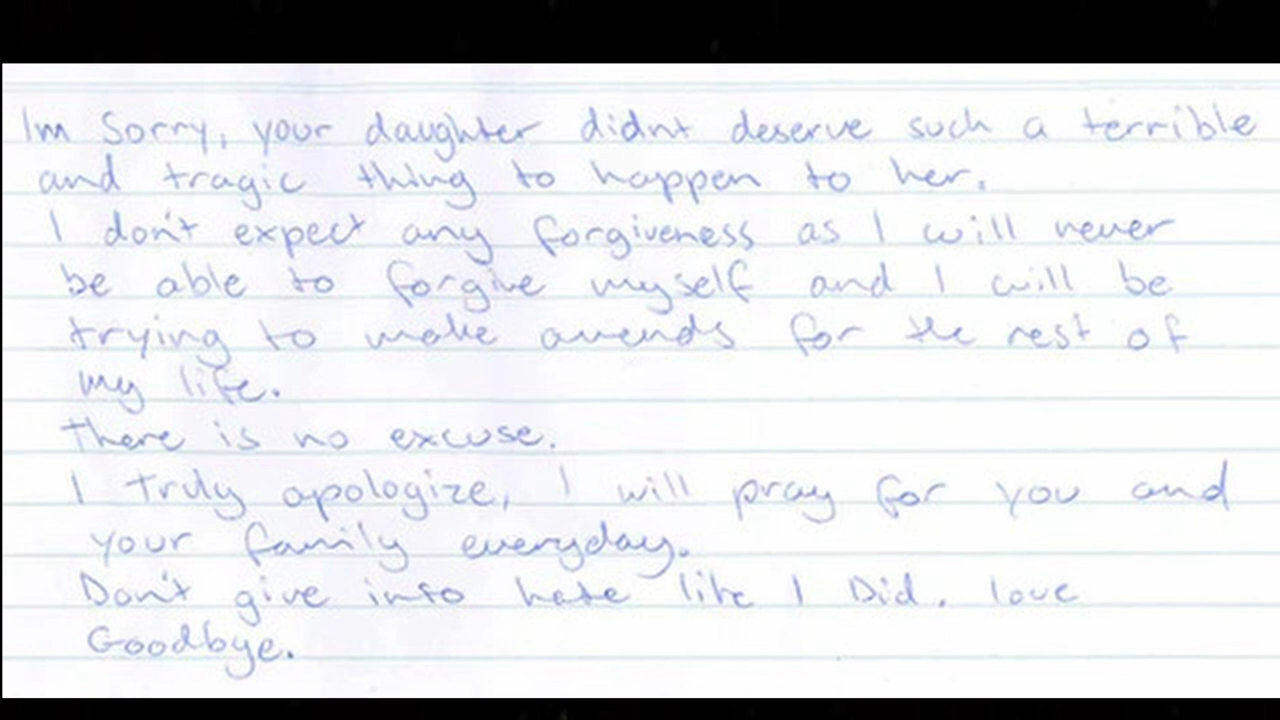 Im Sorry, your daughter didnt deserve such a terrible
and tragic thing to happen to her.
I don't expect any forgiveness as I will never
be able to forgive myself and I will be
trying to make amends for the rest of
my life.
There is no excuse.
I truly apologize, I will pray for you and
your family everyday.
Don't give into hate like I Did. love
Goodbye.